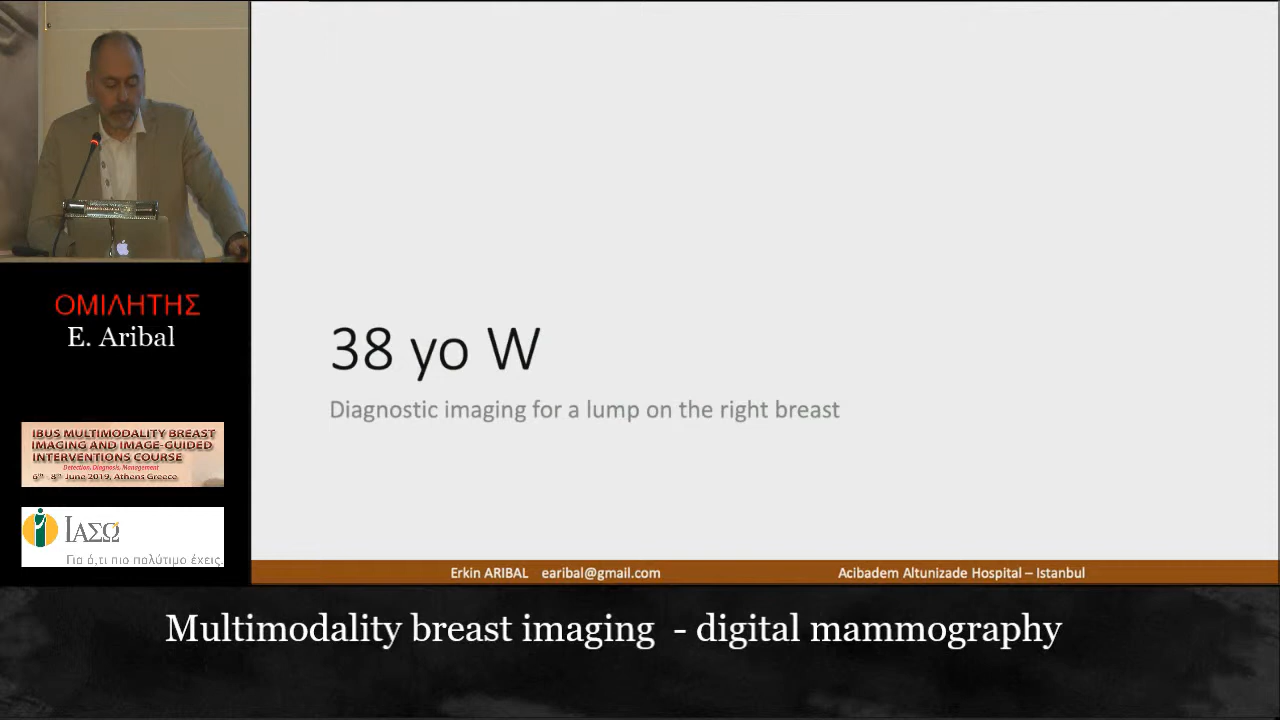 ΟΜΙΛΗΤΗΣ
E. Aribal
IBUS MULTIMODALITY BREAST
IMAGING AND IMAGE-GUIDED
INTERVENTIONS COURSE
Detection, Diagnosis, Management
6th - 8th June 2019, Athens Greece
ΙΑΣΩ
Για ό,τι πιο πολύτιμο έχεις.
38 yo W
Diagnostic imaging for a lump on the right breast
Erkin ARIBAL earibal@gmail.com Acibadem Altunizade Hospital – Istanbul
Multimodality breast imaging - digital mammography